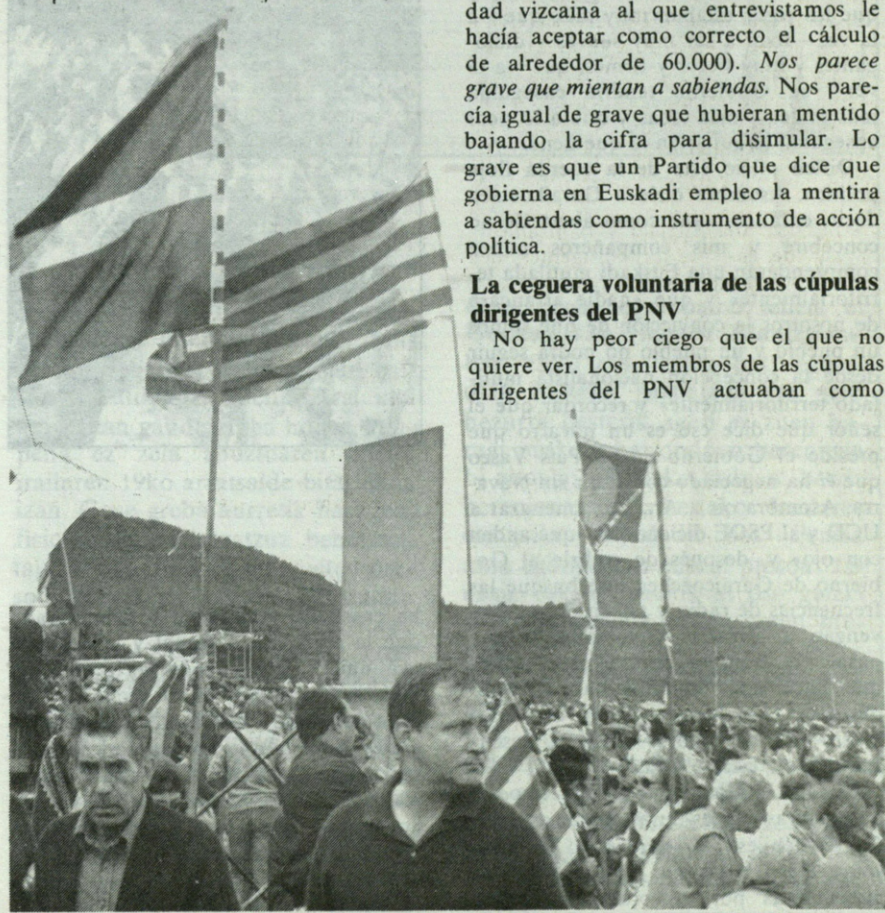 dad vizcaina al que entrevistamos le
hacía aceptar como correcto el cálculo
de alrededor de 60.000). Nos parece
grave que mientan a sabiendas. Nos pare-
cía igual de grave que hubieran mentido
bajando la cifra para disimular. Lo
grave es que un Partido que dice que
gobierna en Euskadi empleo la mentira
a sabiendas como instrumento de acción
política.
La ceguera voluntaria de las cúpulas
dirigentes del PNV
No hay peor ciego que el que no
quiere ver. Los miembros de las cúpulas
dirigentes del PNV actuaban como